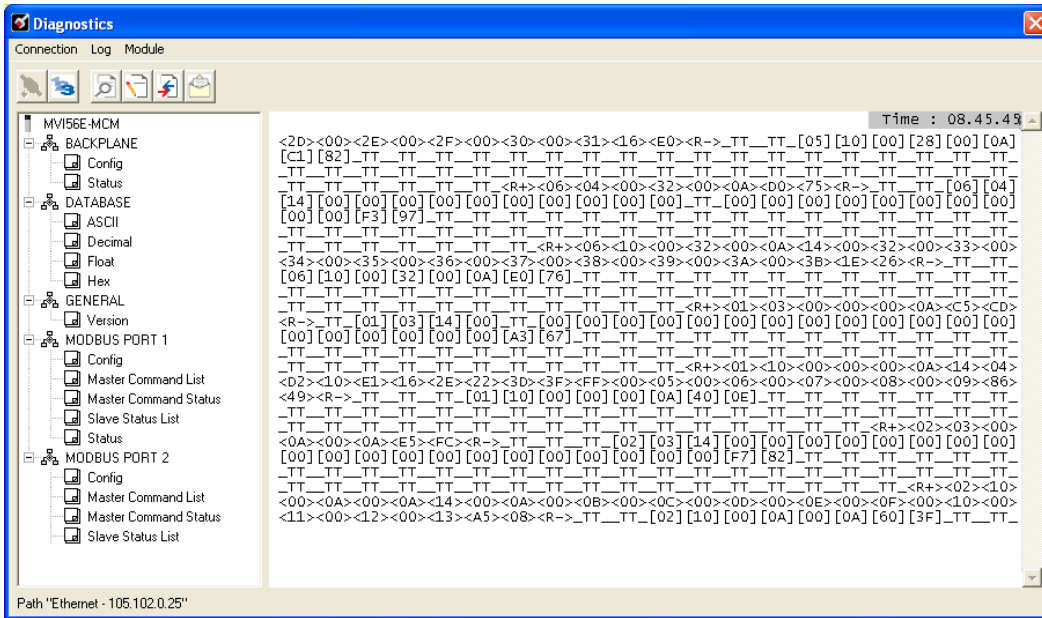 Diagnostics
Connection Log Module
MVI56E-MCM
BACKPLANE
Config
Status
DATABASE
ASCII
Decimal
Float
Hex
GENERAL
Version
MODBUS PORT 1
Config
Master Command List
Master Command Status
Slave Status List
Status
MODBUS PORT 2
Config
Master Command List
Master Command Status
Slave Status List
Time : 08.45.45
<2D><00><2E><00><2F><00><30><00><31><16><E0><R->_TT__TT_[05][10][00][28][00][0A]
[C1][82]_TT__TT__TT__TT__TT__TT__TT__TT__TT__TT__TT__TT__TT__TT__TT__TT__TT__TT_
_TT__TT__TT__TT__TT__TT__TT__TT__TT__TT__TT__TT__TT__TT__TT__TT__TT__TT__TT__TT_
_TT__TT__TT__TT__TT__TT_<R+><06><04><00><32><00><0A><D0><75><R->_TT__TT_[06][04]
[14][00][00][00][00][00][00][00][00][00][00]_TT_[00][00][00][00][00][00][00][00]
[00][00][F3][97]_TT__TT__TT__TT__TT__TT__TT__TT__TT__TT__TT__TT__TT__TT__TT__TT_
_TT__TT__TT__TT__TT__TT__TT__TT__TT__TT__TT__TT__TT__TT__TT__TT__TT__TT__TT__TT_
_TT__TT__TT__TT__TT__TT__TT_<R+><06><10><00><32><00><0A><14><00><32><00><33><00>
<34><00><35><00><36><00><37><00><38><00><39><00><3A><00><3B><1E><26><R->_TT__TT_
[06][10][00][32][00][0A][E0][76]_TT__TT__TT__TT__TT__TT__TT__TT__TT__TT__TT__TT_
_TT__TT__TT__TT__TT__TT__TT__TT__TT__TT__TT__TT__TT__TT__TT__TT__TT__TT__TT__TT_
_TT__TT__TT__TT__TT__TT__TT__TT__TT__TT__TT_<R+><01><03><00><00><00><0A><C5><CD>
<R->_TT_[01][03][14][00]_TT_[00][00][00][00][00][00][00][00][00][00][00][00][00]
[00][00][00][00][00][00][A3][67]_TT__TT__TT__TT__TT__TT__TT__TT__TT__TT__TT__TT_
_TT__TT__TT__TT__TT__TT__TT__TT__TT__TT__TT__TT__TT__TT__TT__TT__TT__TT__TT__TT_
_TT__TT__TT__TT__TT__TT__TT__TT__TT__TT__TT_<R+><01><10><00><00><00><0A><14><04>
<D2><10><E1><16><2E><22><3D><3F><FF><00><05><00><06><00><07><00><08><00><09><86>
<49><R->_TT__TT__TT_[01][10][00][00][00][0A][40][0E]_TT__TT__TT__TT__TT__TT__TT_
_TT__TT__TT__TT__TT__TT__TT__TT__TT__TT__TT__TT__TT__TT__TT__TT__TT__TT__TT__TT_
_TT__TT__TT__TT__TT__TT__TT__TT__TT__TT__TT__TT__TT__TT__TT__TT_<R+><02><03><00>
<0A><00><0A><E5><FC><R->_TT__TT__TT_[02][03][14][00][00][00][00][00][00][00][00]
[00][00][00][00][00][00][00][00][00][00][00][00][F7][82]_TT__TT__TT__TT__TT__TT_
_TT__TT__TT__TT__TT__TT__TT__TT__TT__TT__TT__TT__TT__TT__TT__TT__TT__TT__TT__TT_
_TT__TT__TT__TT__TT__TT__TT__TT__TT__TT__TT__TT__TT__TT__TT__TT__TT_<R+><02><10>
<00><0A><00><0A><14><00><0A><00><0B><00><0C><00><0D><00><0E><00><0F><00><10><00>
<11><00><12><00><13><A5><08><R->_TT__TT_[02][10][00][0A][00][0A][60][3F]_TT__TT_
Path "Ethernet - 105.102.0.25"